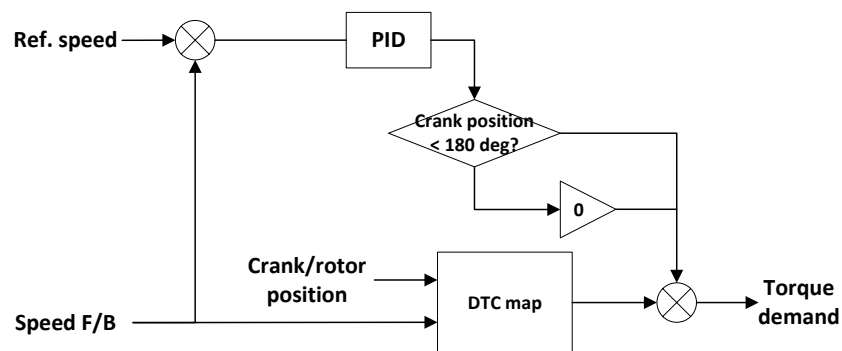 Ref. speed
PID
Crank position
< 180 deg?
0
Crank/rotor
position
DTC map
Torque
demand
Speed F/B